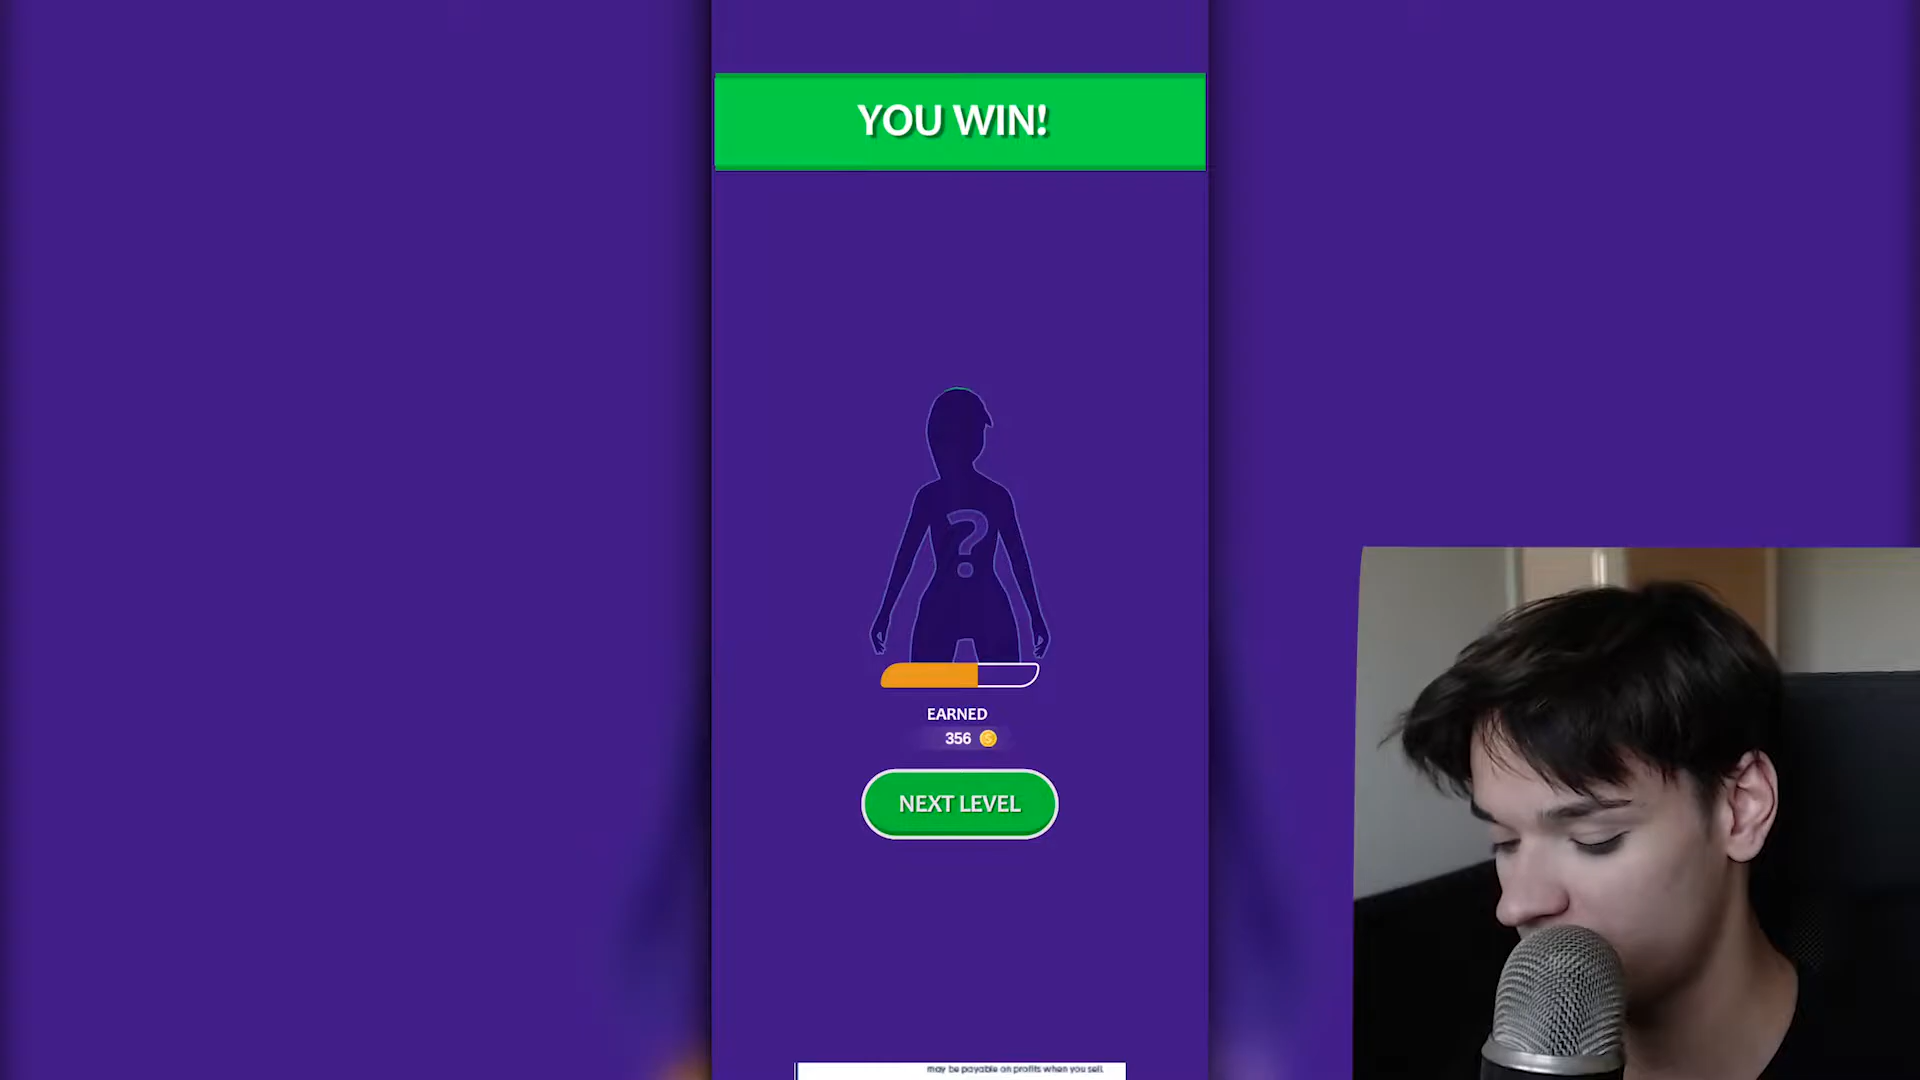 YOU WIN!
?
EARNED
356
NEXT LEVEL
may be payable on profits when you sell.